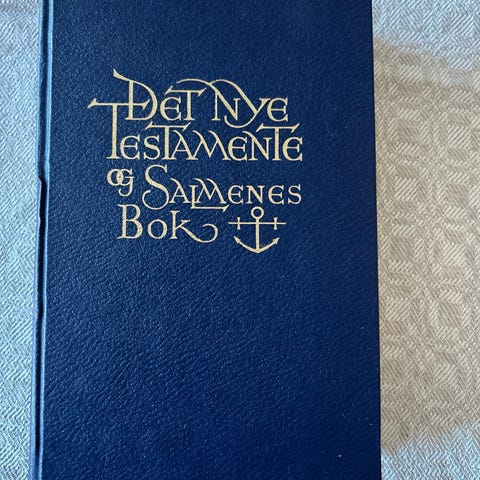 DET NYE
TESTAMENTE
OG SALMENES
BOK